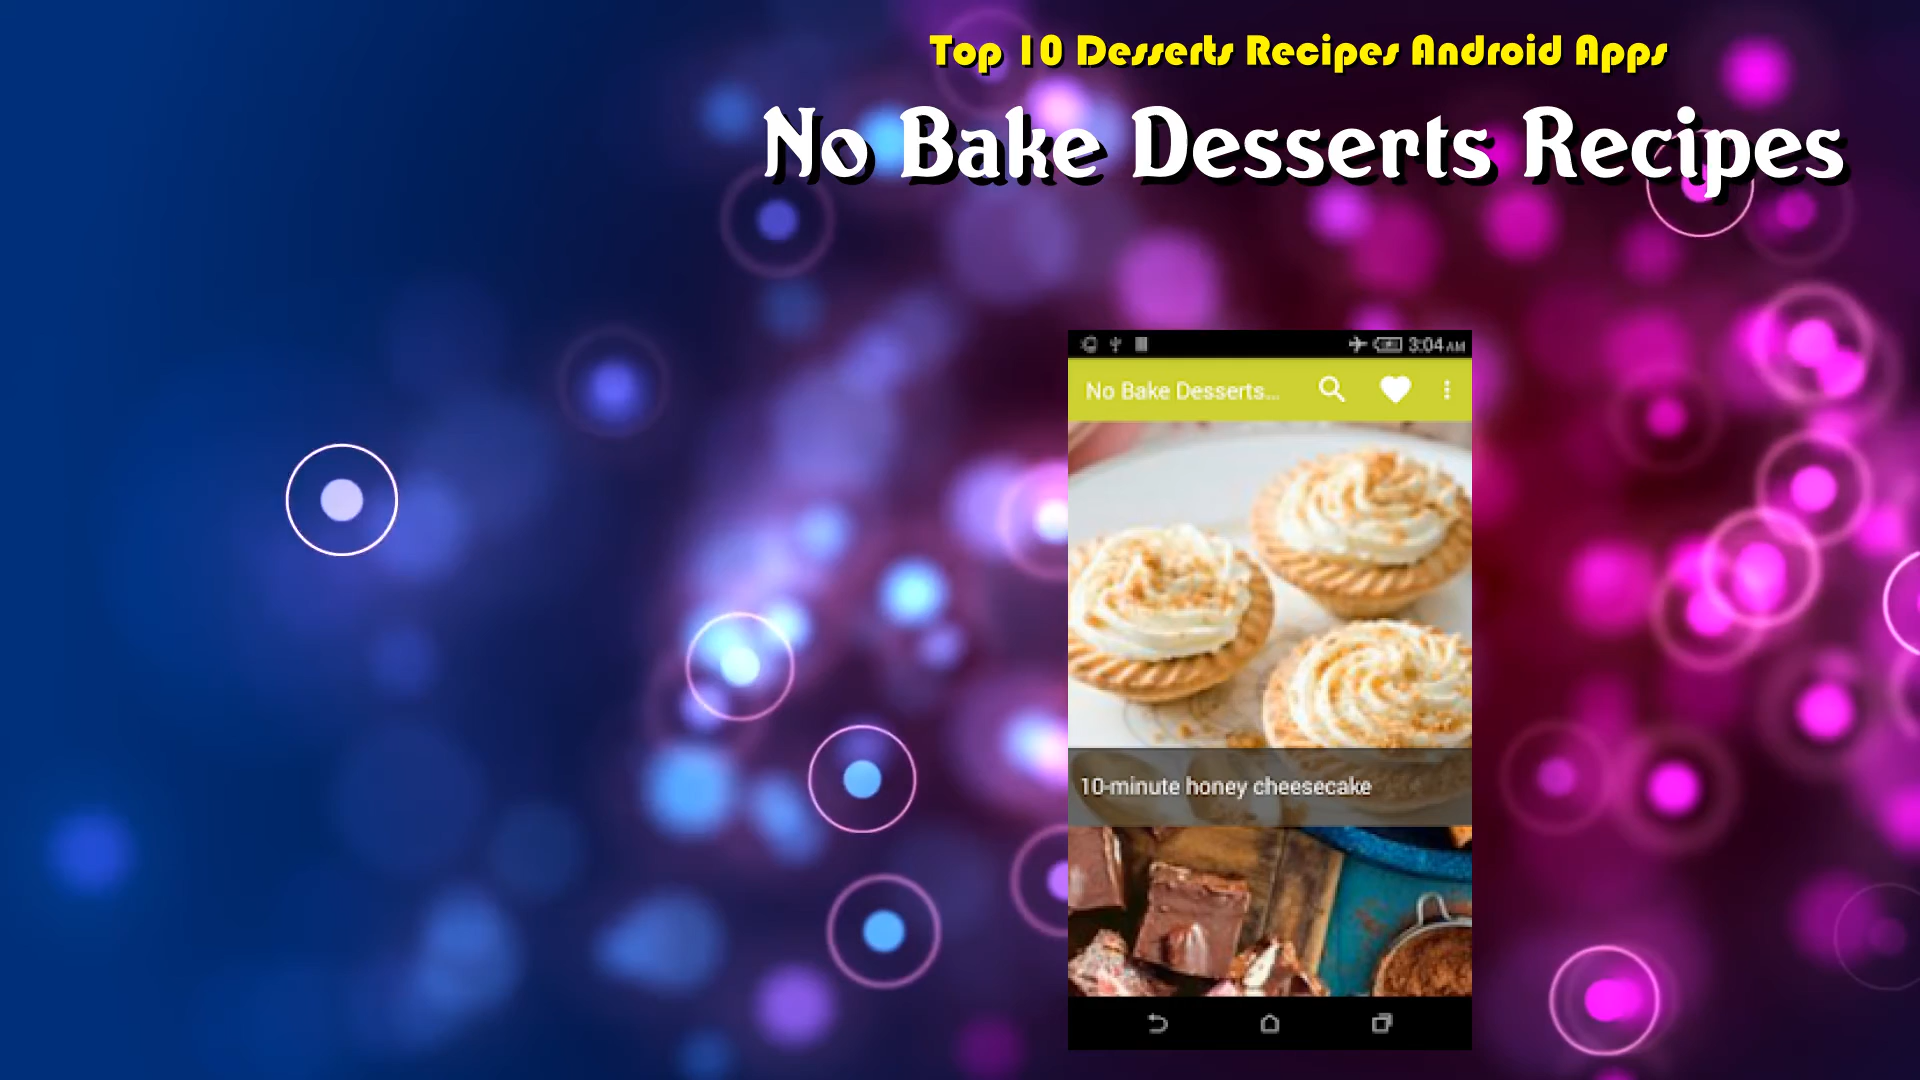 Top 10 Desserts Recipes Android Apps
No Bake Desserts Recipes
3:04 AM
No Bake Desserts...
10-minute honey cheesecake